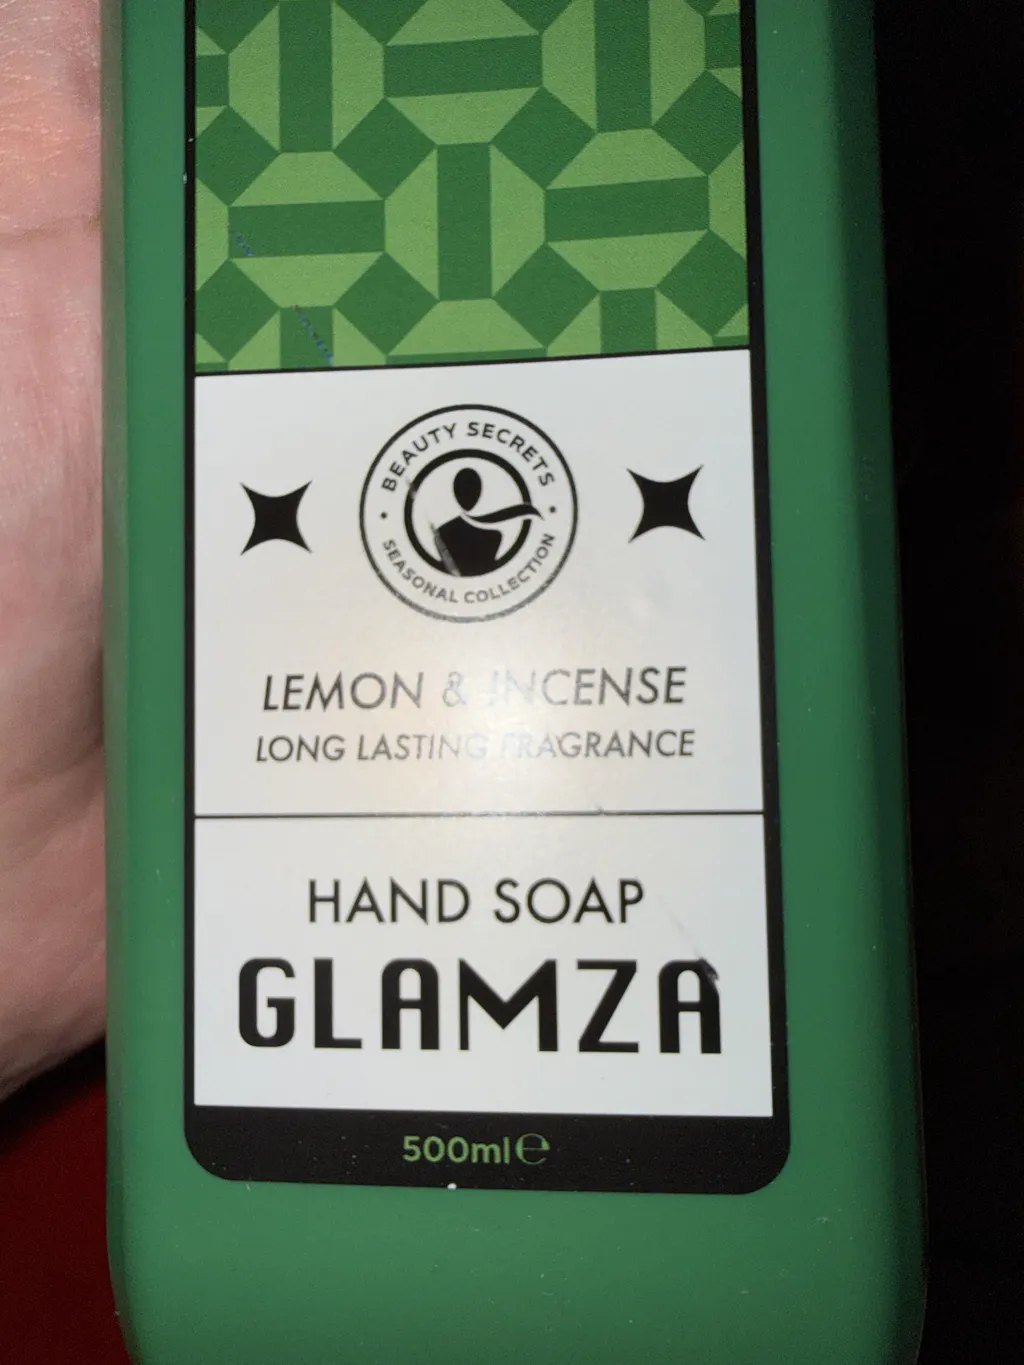 BEAUTY SECRETS
SEASONAL COLLECTION
LEMON & INCENSE
LONG LASTING FRAGRANCE
HAND SOAP
GLAMZA
500ml℮